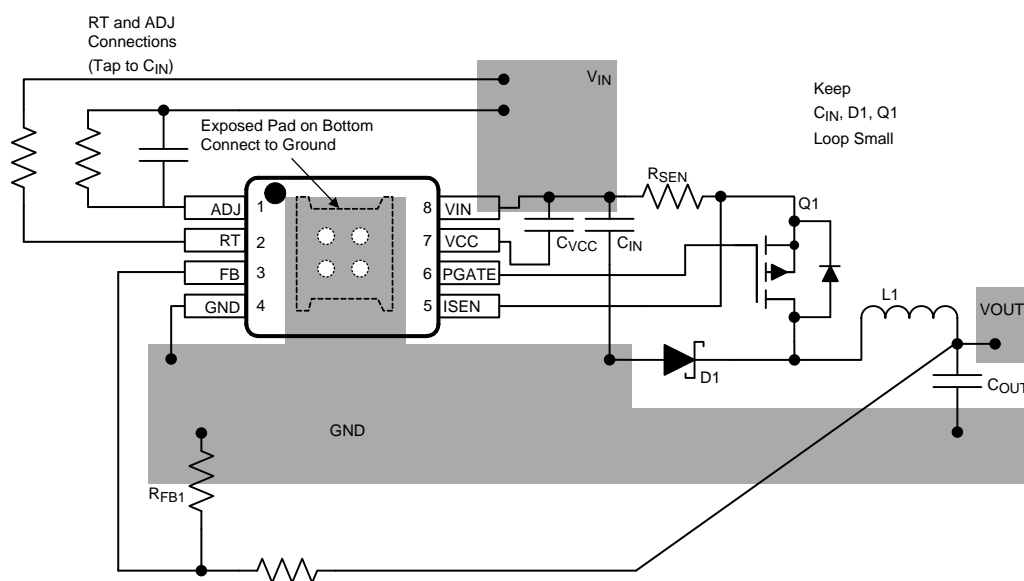 RT and ADJ
Connections
(Tap to CIN)
VIN
Keep
CIN, D1, Q1
Loop Small
Exposed Pad on Bottom
Connect to Ground
RSEN
Q1
ADJ 1
8 VIN
RT 2
7 VCC
CVCC
CIN
FB 3
6 PGATE
GND 4
5 ISEN
L1
VOUT
D1
COUT
GND
RFB1